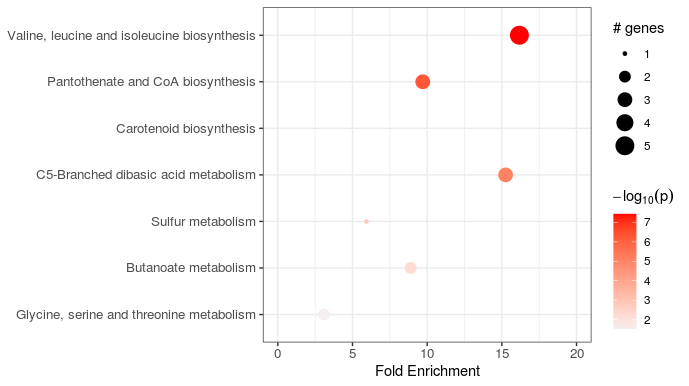 Valine, leucine and isoleucine biosynthesis
Pantothenate and CoA biosynthesis
Carotenoid biosynthesis
C5-Branched dibasic acid metabolism
Sulfur metabolism
Butanoate metabolism
Glycine, serine and threonine metabolism
0 5 10 15 20
Fold Enrichment
# genes
1
2
3
4
5
−log10(p)
7
6
5
4
3
2